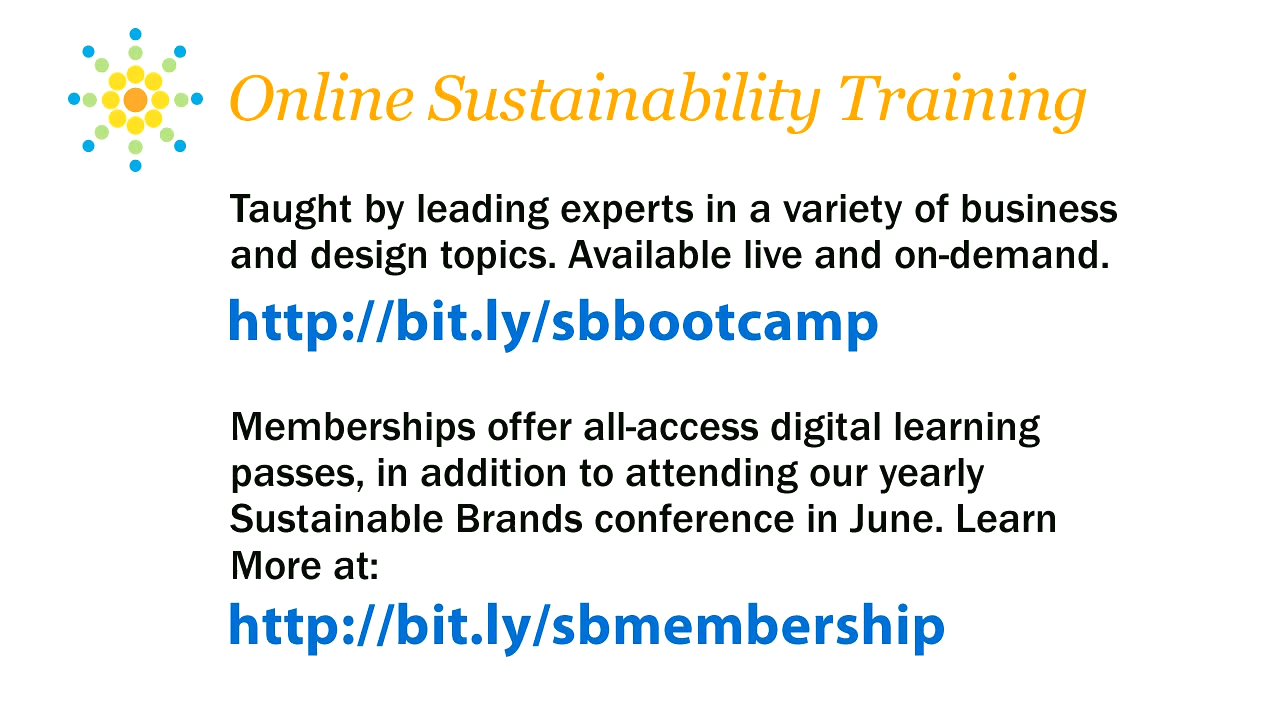 Online Sustainability Training
Taught by leading experts in a variety of business
and design topics. Available live and on-demand.
http://bit.ly/sbbootcamp
Memberships offer all-access digital learning
passes, in addition to attending our yearly
Sustainable Brands conference in June. Learn
More at:
http://bit.ly/sbmembership